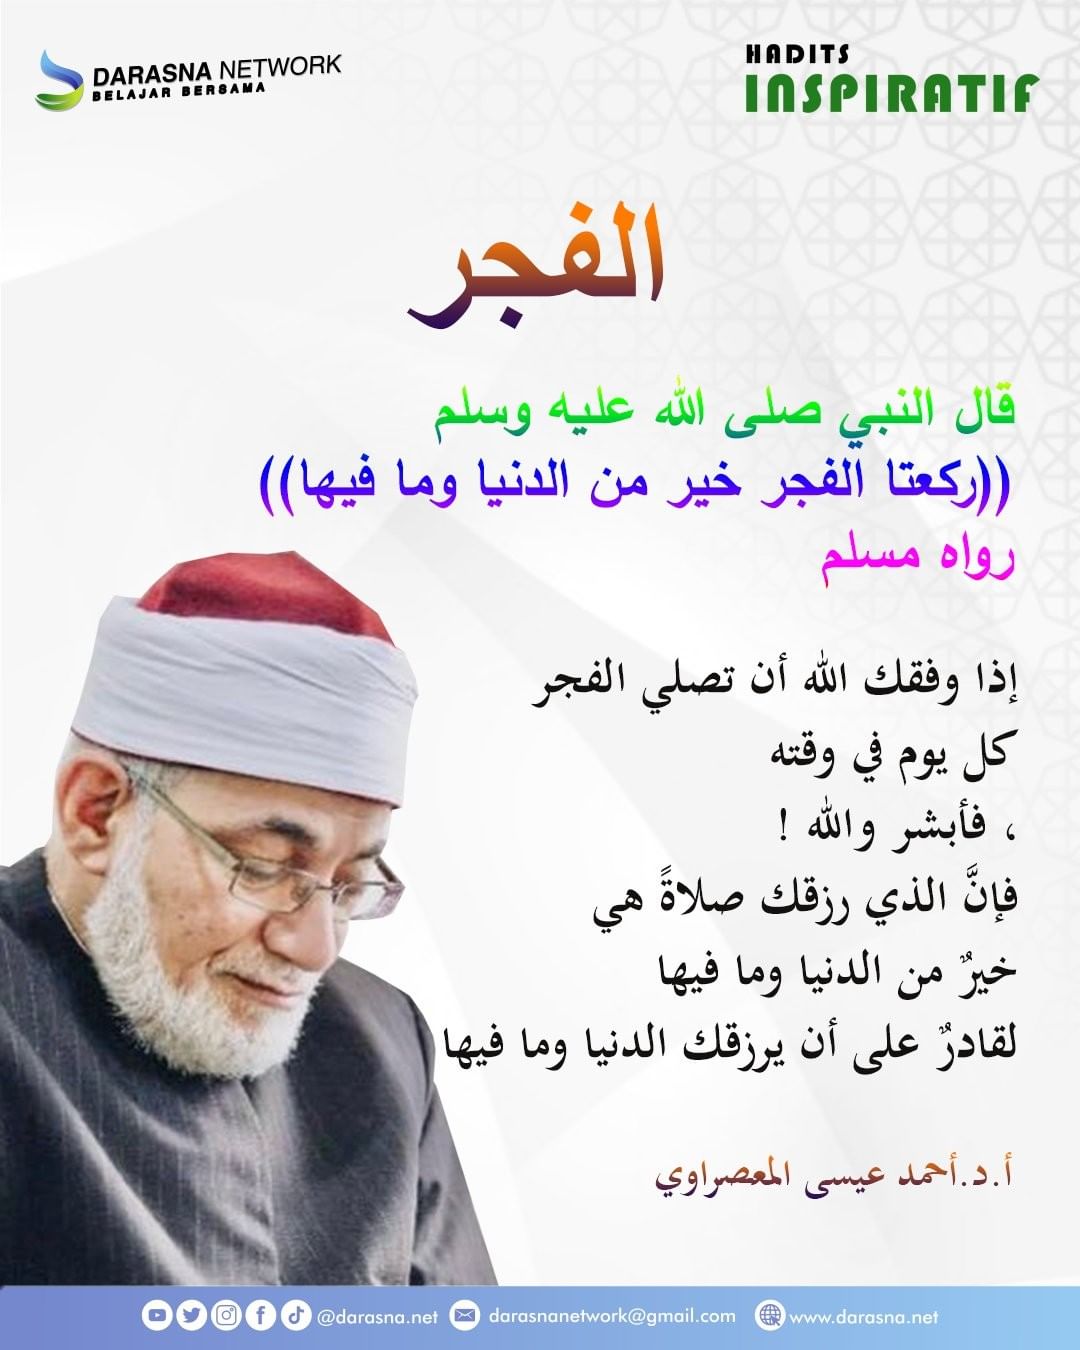 DARASNA NETWORK
BELAJAR BERSAMA
HADITS
INSPIRATIF
الفجر
قال النبي صلى الله عليه وسلم
((ركعتا الفجر خير من الدنيا وما فيها))
رواه مسلم
إذا وفقك الله أن تصلي الفجر
كل يوم في وقته
، فأبشر والله !
فإنَّ الذي رزقك صلاةً هي
خيرٌ من الدنيا وما فيها
لقادرٌ على أن يرزقك الدنيا وما فيها
أ.د.أحمد عيسى المعصراوي
@darasna.net darasnanetwork@gmail.com www.darasna.net